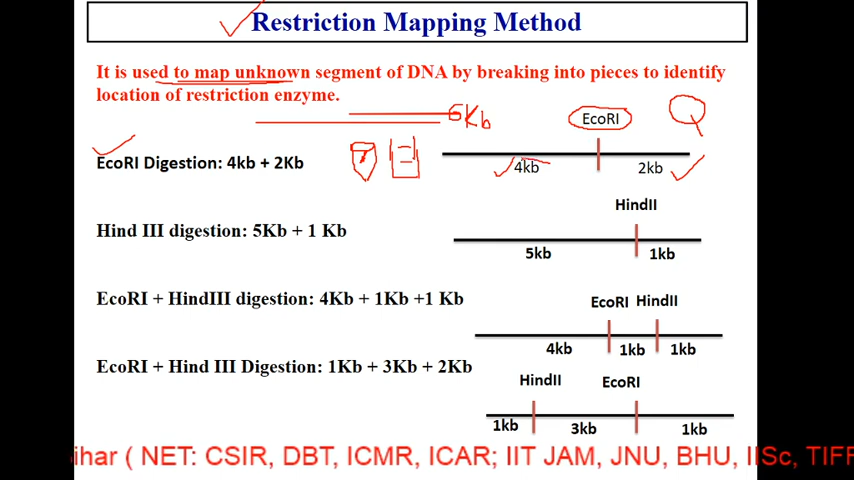 Restriction Mapping Method
It is used to map unknown segment of DNA by breaking into pieces to identify
location of restriction enzyme.
6Kb
EcoRI
Q
EcoRI Digestion: 4kb + 2Kb
4kb
2kb
HindII
Hind III digestion: 5Kb + 1 Kb
5kb
1kb
EcoRI + HindIII digestion: 4Kb + 1Kb +1 Kb
EcoRI HindIII
4kb
1kb
1kb
EcoRI + Hind III Digestion: 1Kb + 3Kb + 2Kb
HindII
EcoRI
1kb
3kb
1kb
ihar ( NET: CSIR, DBT, ICMR, ICAR; IIT JAM, JNU, BHU, IISc, TIFR